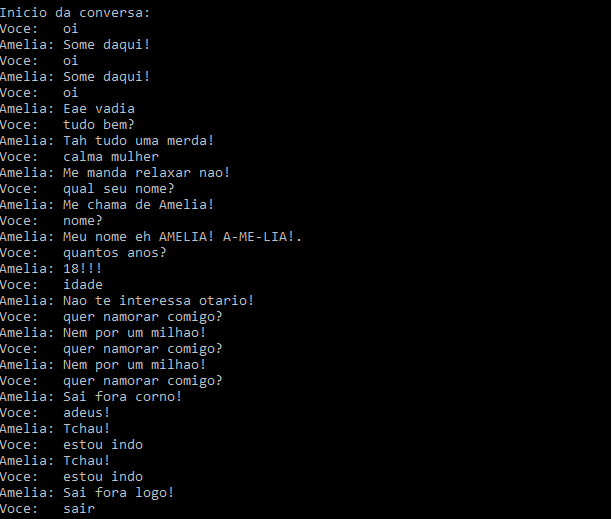 Inicio da conversa:
Voce:   oi
Amelia: Some daqui!
Voce:   oi
Amelia: Some daqui!
Voce:   oi
Amelia: Eae vadia
Voce:   tudo bem?
Amelia: Tah tudo uma merda!
Voce:   calma mulher
Amelia: Me manda relaxar nao!
Voce:   qual seu nome?
Amelia: Me chama de Amelia!
Voce:   nome?
Amelia: Meu nome eh AMELIA! A-ME-LIA!.
Voce:   quantos anos?
Amelia: 18!!!
Voce:   idade
Amelia: Nao te interessa otario!
Voce:   quer namorar comigo?
Amelia: Nem por um milhao!
Voce:   quer namorar comigo?
Amelia: Nem por um milhao!
Voce:   quer namorar comigo?
Amelia: Sai fora corno!
Voce:   adeus!
Amelia: Tchau!
Voce:   estou indo
Amelia: Tchau!
Voce:   estou indo
Amelia: Sai fora logo!
Voce:   sair